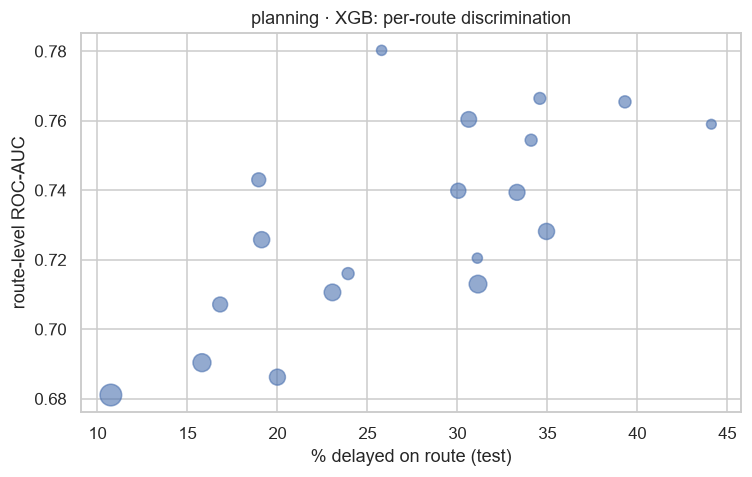 planning · XGB: per-route discrimination
0.78
0.76
0.74
0.72
0.70
0.68
route-level ROC-AUC
10 15 20 25 30 35 40 45
% delayed on route (test)